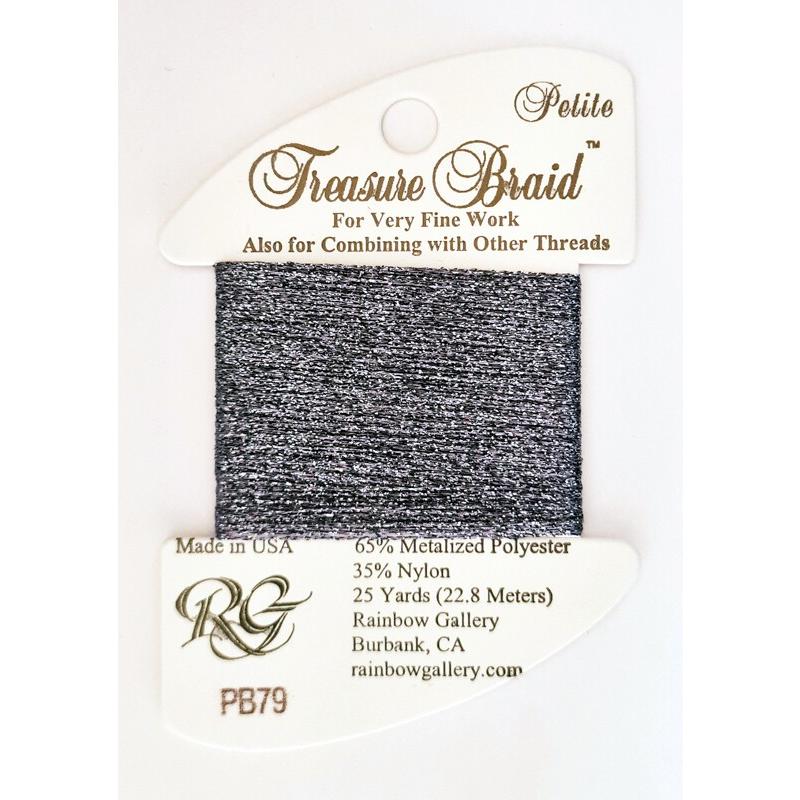 Petite
Treasure Braid™
For Very Fine Work
Also for Combining with Other Threads
Made in USA
65% Metalized Polyester
35% Nylon
25 Yards (22.8 Meters)
Rainbow Gallery
Burbank, CA
rainbowgallery.com
RG
PB79